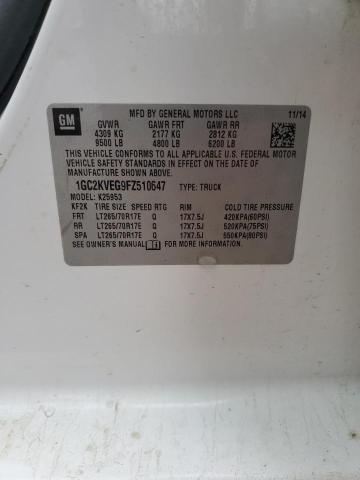 GM
MFD BY GENERAL MOTORS LLC
11/14
GVWR GAWR FRT GAWR RR
4309 KG 2177 KG 2812 KG
9500 LB 4800 LB 6200 LB
THIS VEHICLE CONFORMS TO ALL APPLICABLE U.S. FEDERAL MOTOR
VEHICLE SAFETY STANDARDS IN EFFECT ON THE DATE OF
MANUFACTURE SHOWN ABOVE.
1GC2KVEG9FZ510647 TYPE: TRUCK
MODEL: K25953
KF2K TIRE SIZE SPEED RTG RIM COLD TIRE PRESSURE
FRT LT265/70R17E Q 17X7.5J 420KPA(60PSI)
RR LT265/70R17E Q 17X7.5J 520KPA(75PSI)
SPA LT265/70R17E Q 17X7.5J 550KPA(80PSI)
SEE OWNER'S MANUAL FOR MORE INFORMATION.